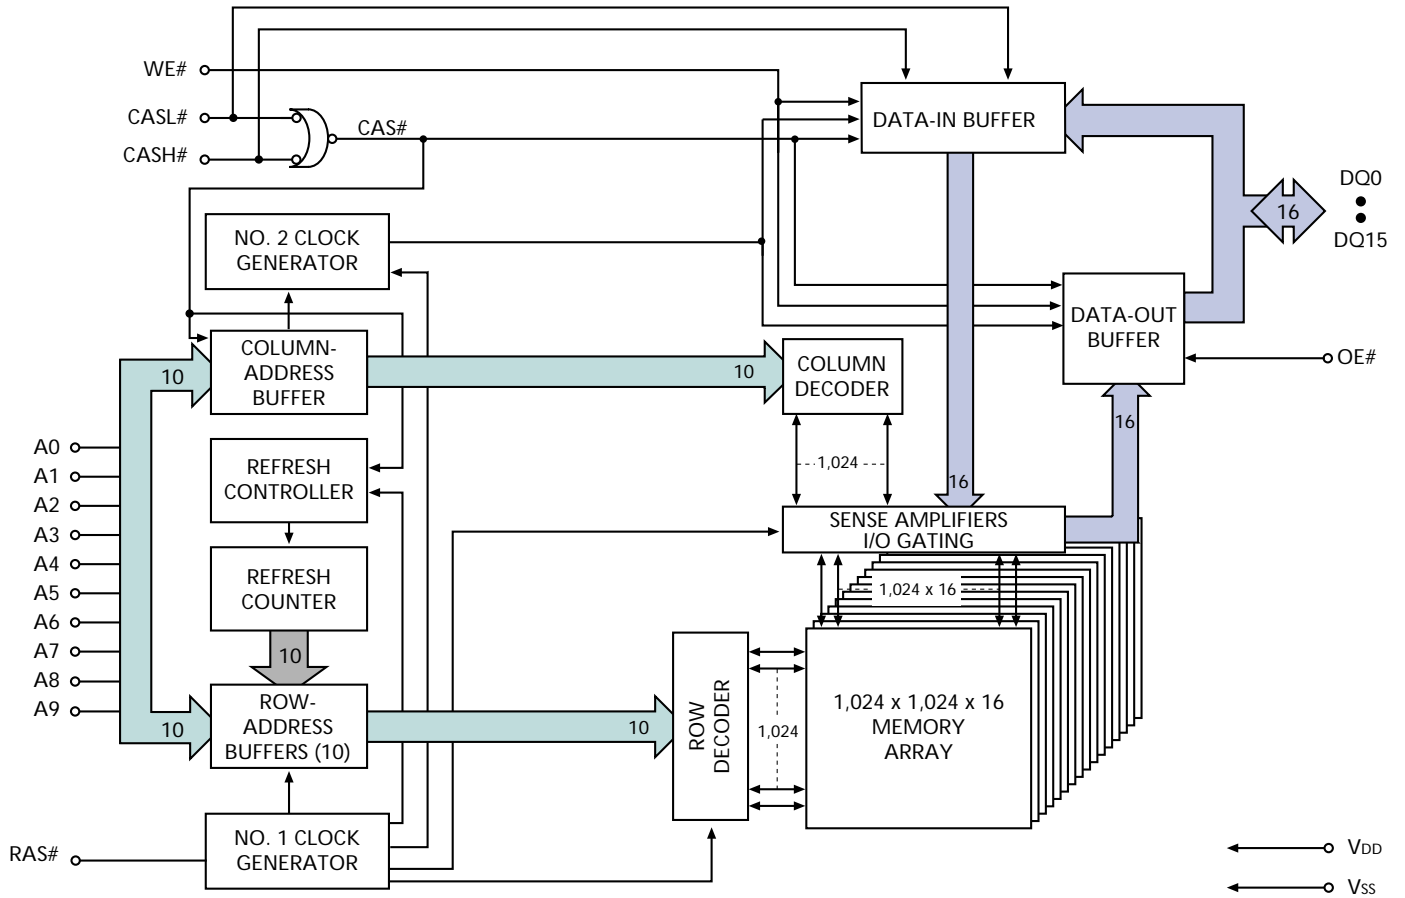 WE#
CASL#
CASH#
CAS#
DATA-IN BUFFER
DQ0
16
DQ15
NO. 2 CLOCK
GENERATOR
DATA-OUT
BUFFER
OE#
COLUMN-
ADDRESS
BUFFER
10
10
COLUMN
DECODER
16
1,024
16
A0
A1
A2
A3
A4
A5
A6
A7
A8
A9
REFRESH
CONTROLLER
SENSE AMPLIFIERS
I/O GATING
REFRESH
COUNTER
1,024 x 16
10
ROW-
ADDRESS
BUFFERS (10)
10
10
ROW
DECODER
1,024
1,024 x 1,024 x 16
MEMORY
ARRAY
RAS#
NO. 1 CLOCK
GENERATOR
VDD
VSS